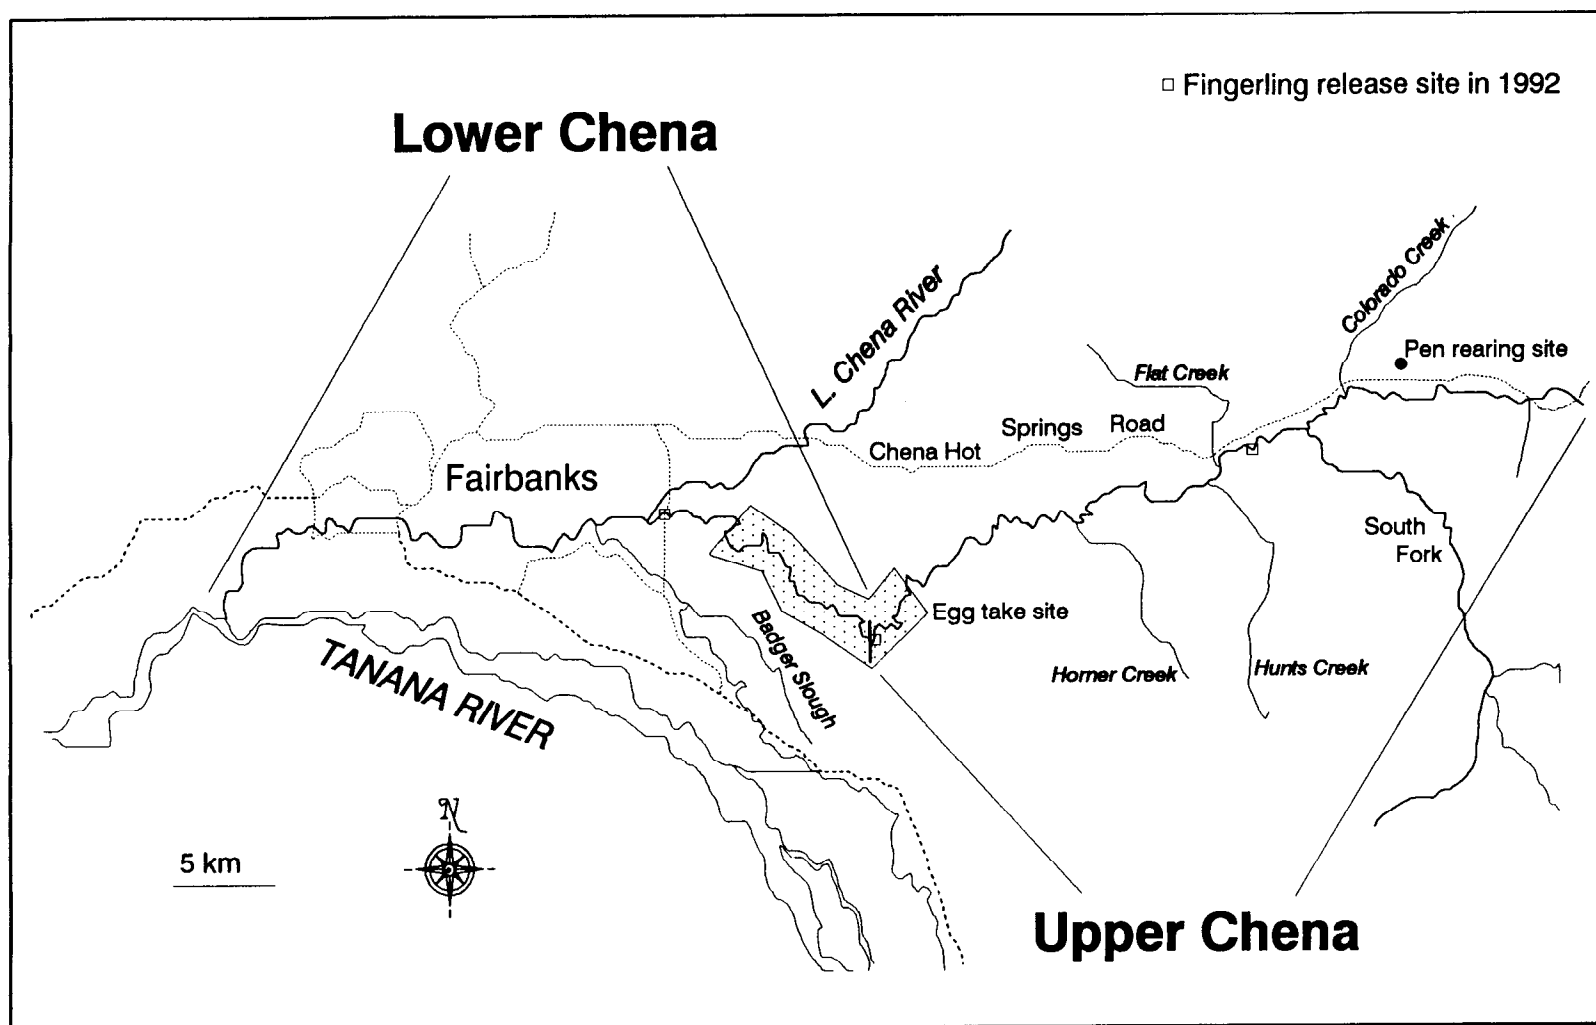 □ Fingerling release site in 1992
Lower Chena
L. Chena River
Colorado Creek
Pen rearing site
Flat Creek
Springs Road
Chena Hot
Fairbanks
South
Fork
Egg take site
Badger Slough
TANANA RIVER
Horner Creek
Hunts Creek
N
5 km
Upper Chena